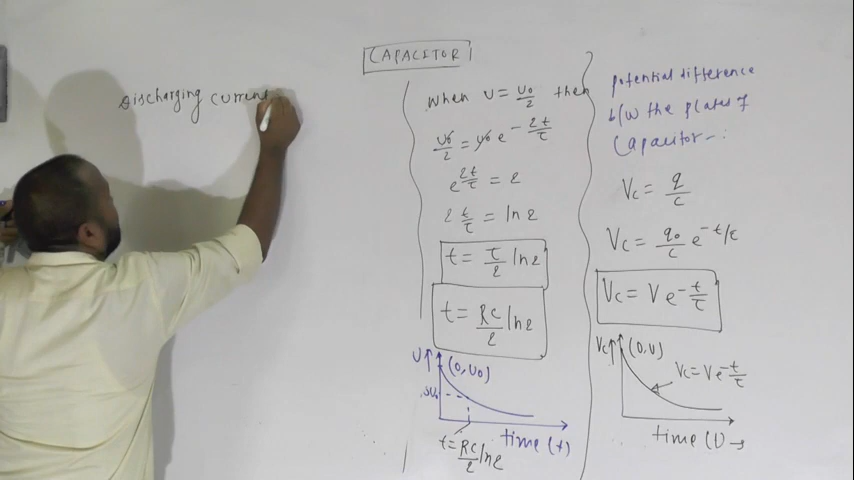 CAPACITOR
Discharging current
when U = U0/2 then
U0/2 = U0 e^-2t/τ
e^2t/τ = 2
2 t/τ = ln2
t = τ/2 ln2
t = RC/2 ln2
U↑ (0, U0)
.5U0
time (t)
t = RC/2 ln2
potential difference
b/w the plates of
Capacitor-:
Vc = q/c
Vc = q0/c e^-t/τ
Vc = V e^-t/τ
Vc↑ (0, V)
Vc = V e^-t/τ
time (t) →